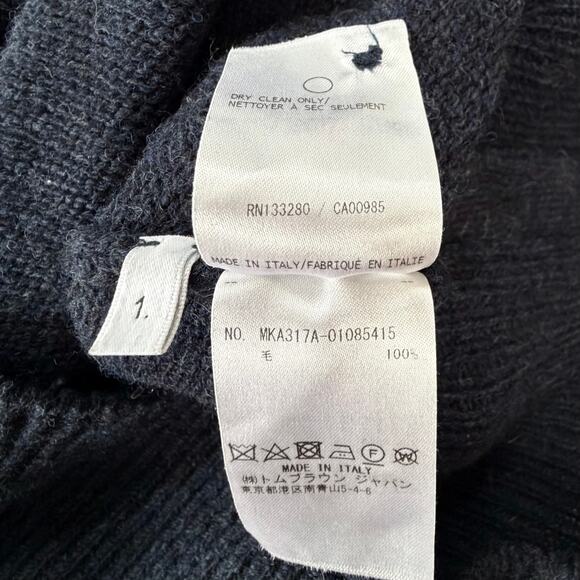 DRY CLEAN ONLY/
NETTOYER À SEC SEULEMENT
RN133280 / CA00985
MADE IN ITALY/FABRIQUÉ EN ITALIE
1.
NO. MKA317A-01085415
毛 100%
MADE IN ITALY
㈱トムブラウン ジャパン
東京都港区南青山5-4-6